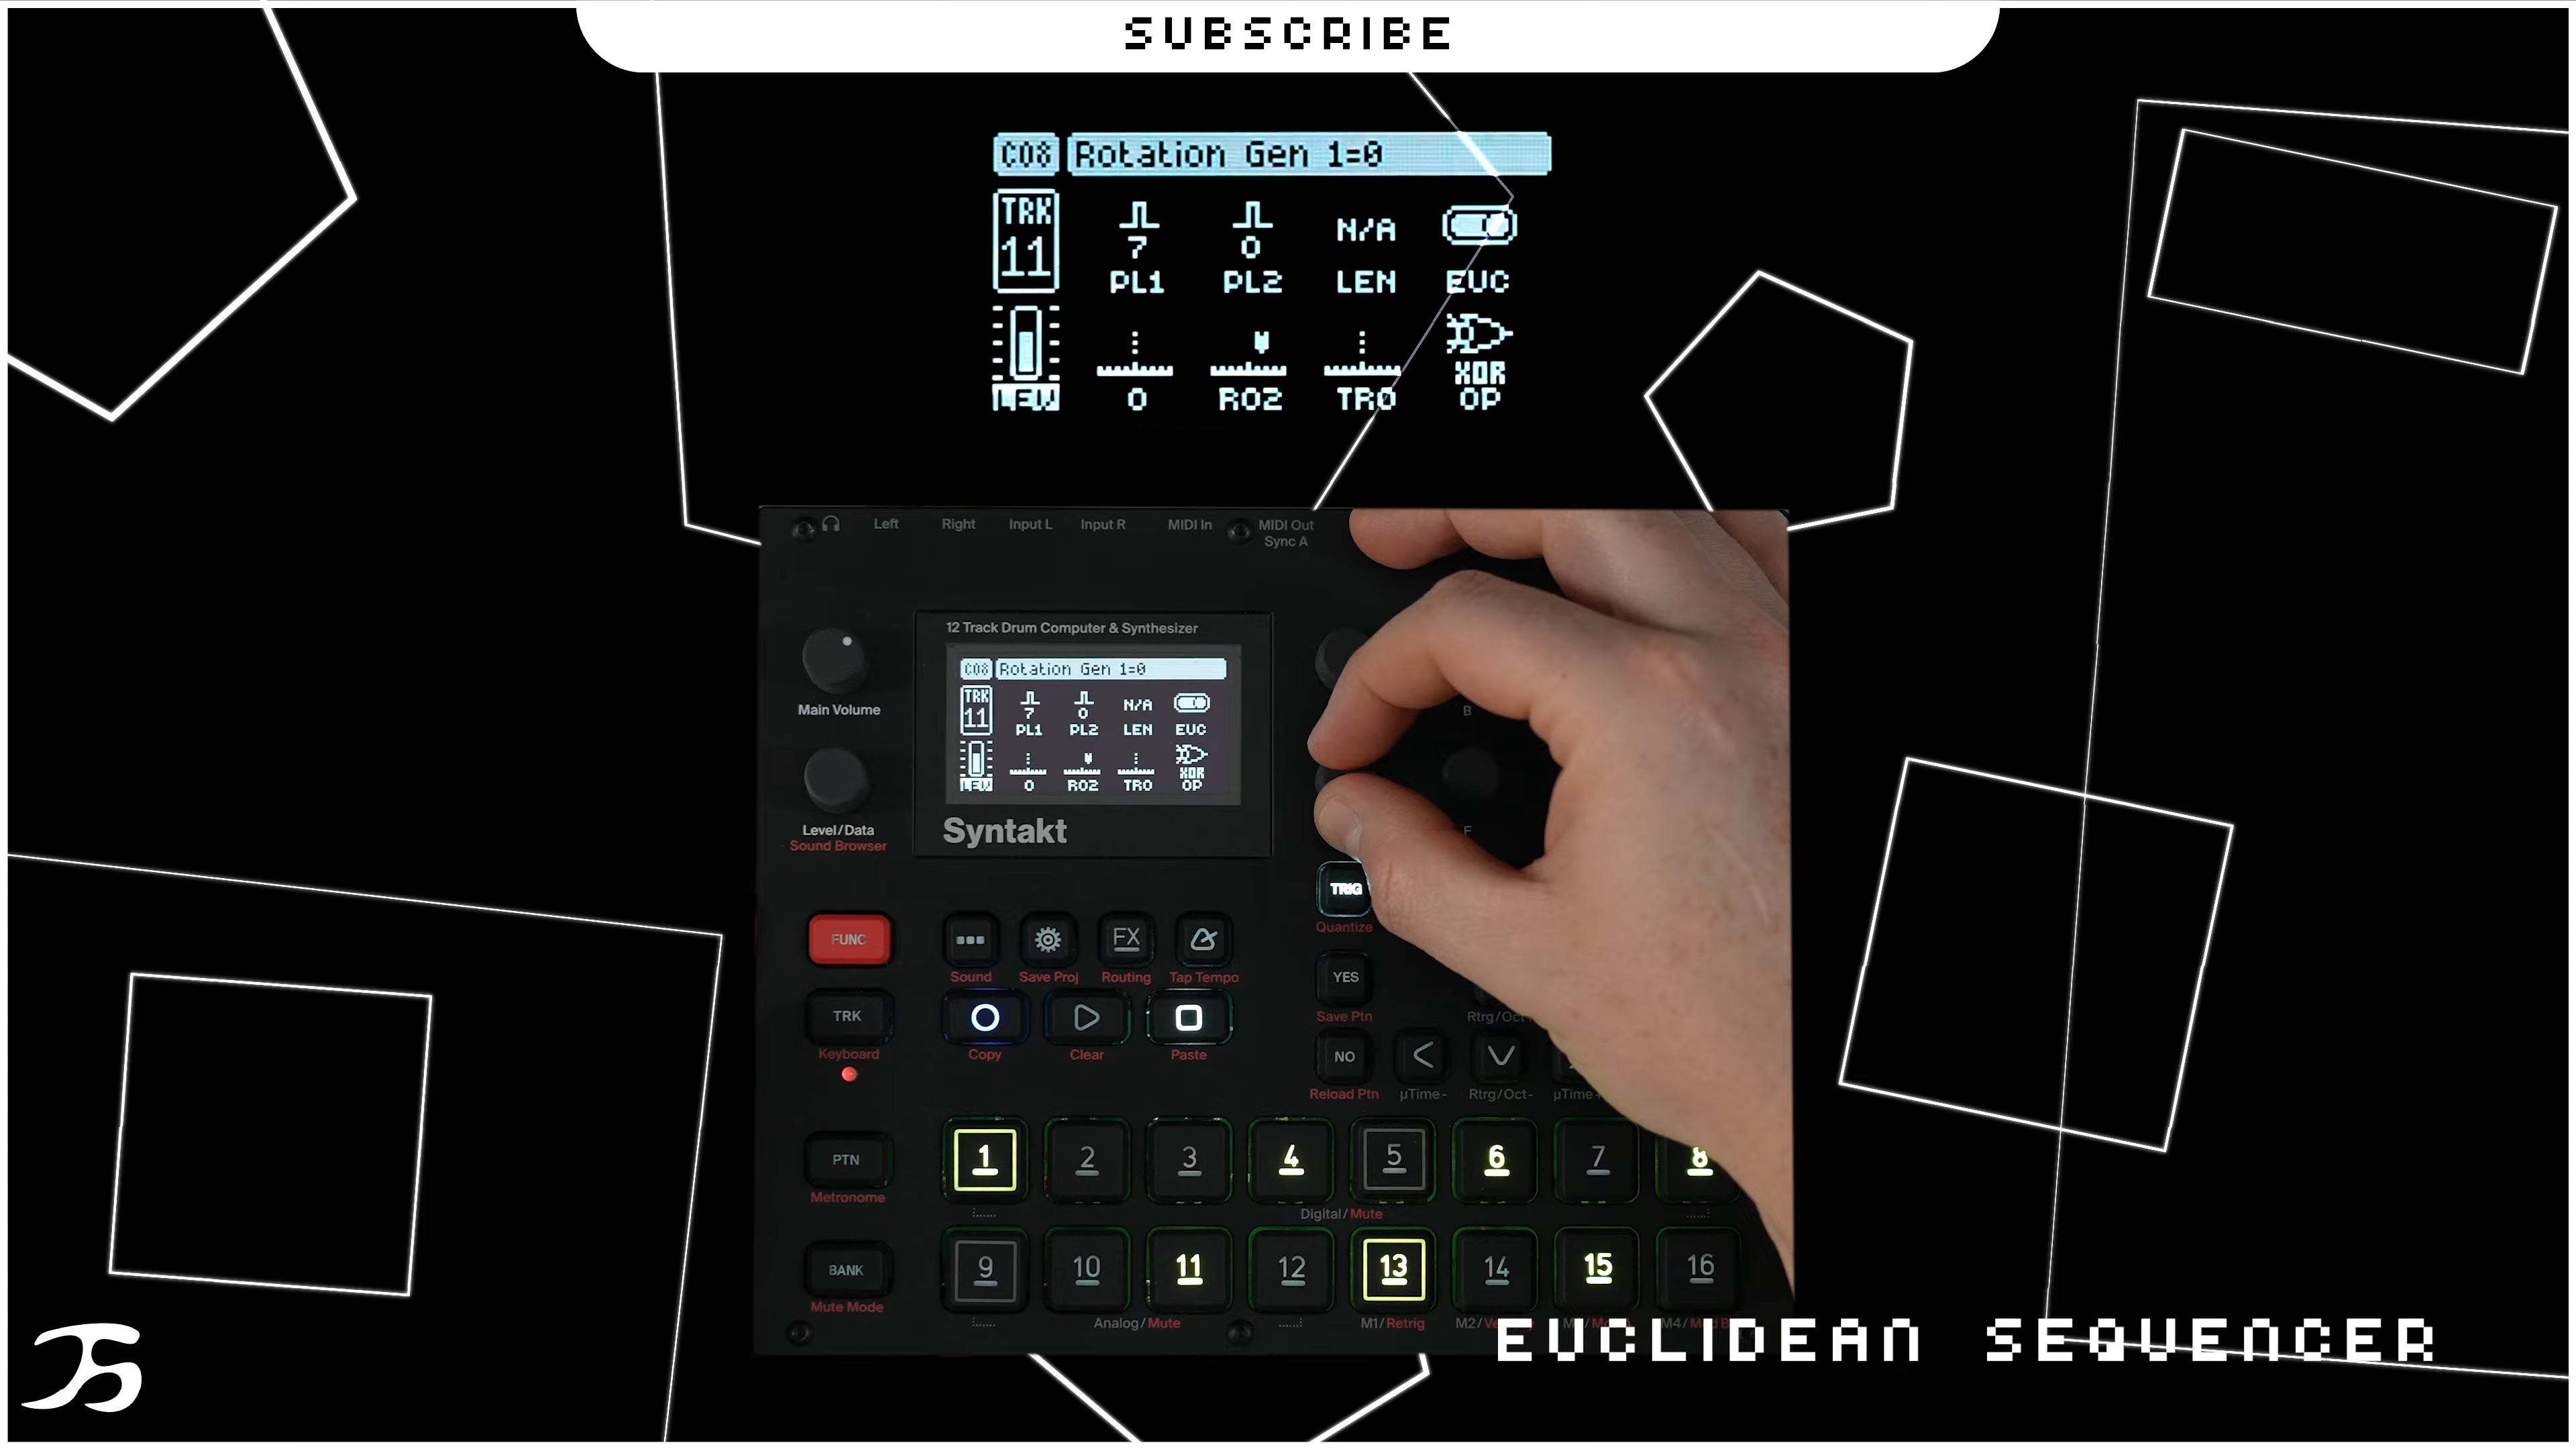 SUBSCRIBE
C08 Rotation Gen 1=0
TRK 11
7 0 N/A
PL1 PL2 LEN EUC
XOR
LEV 0 RO2 TRO OP
Left Right Input L Input R MIDI In MIDI Out
Sync A
12 Track Drum Computer & Synthesizer
C08 Rotation Gen 1=0
TRK 11
7 0 N/A
PL1 PL2 LEN EUC
XOR
LEV 0 RO2 TRO OP
Syntakt
Main Volume
Level/Data
Sound Browser
B
F
TRIG
Quantize
FUNC
FX
Sound Save Proj Routing Tap Tempo
YES
Save Ptn
TRK
Keyboard
Copy Clear Paste
NO
Reload Ptn µTime- Rtrg/Oct-
PTN
Metronome
1 2 3 4 5 6 7 8
Digital/Mute
BANK
Mute Mode
9 10 11 12 13 14 15 16
Analog/Mute M1/Retrig
EUCLIDEAN SEQUENCER
JS